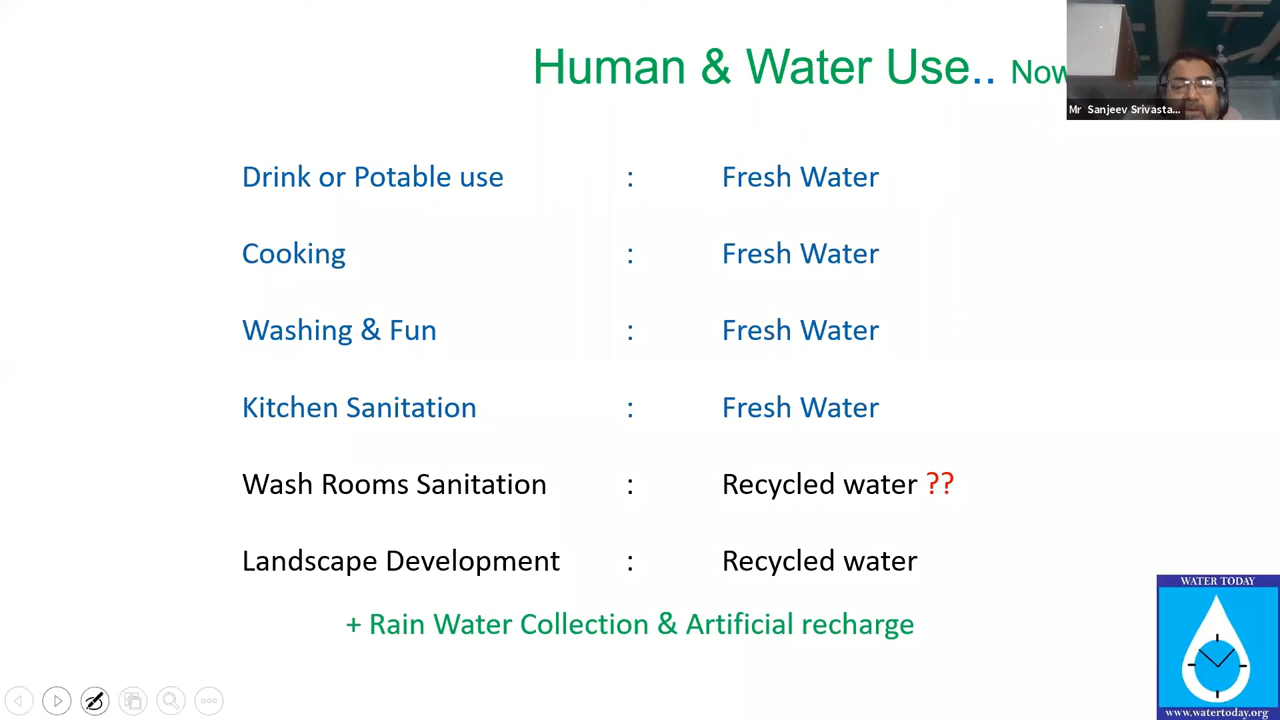 Human & Water Use.. Now
Mr Sanjeev Srivasta...
Drink or Potable use : Fresh Water
Cooking : Fresh Water
Washing & Fun : Fresh Water
Kitchen Sanitation : Fresh Water
Wash Rooms Sanitation : Recycled water ??
Landscape Development : Recycled water
+ Rain Water Collection & Artificial recharge
WATER TODAY
www.watertoday.org